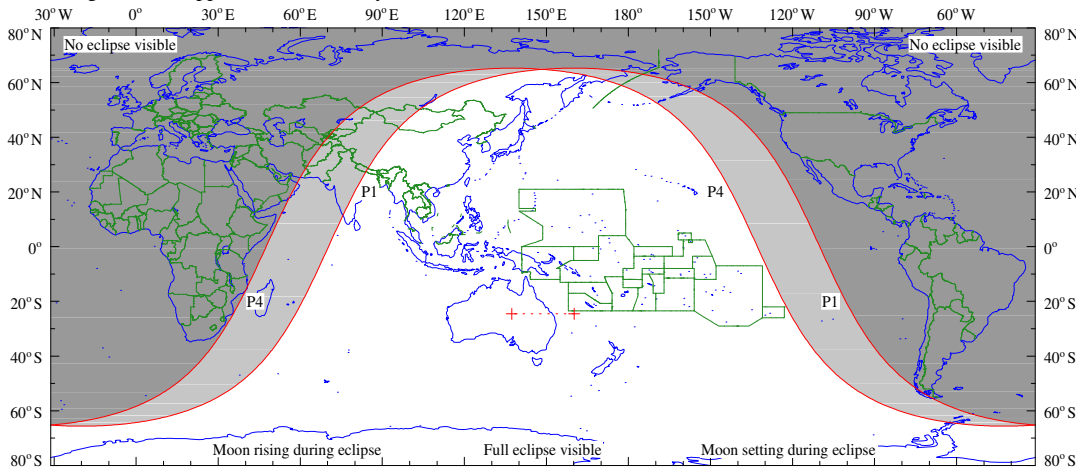 30°W 0° 30°E 60°E 90°E 120°E 150°E 180° 150°W 120°W 90°W 60°W
80°N 80°N
No eclipse visible No eclipse visible
60°N 60°N
40°N 40°N
20°N P1 P4 20°N
0° 0°
20°S P4 P1 20°S
40°S 40°S
60°S 60°S
Moon rising during eclipse Full eclipse visible Moon setting during eclipse
80°S 80°S